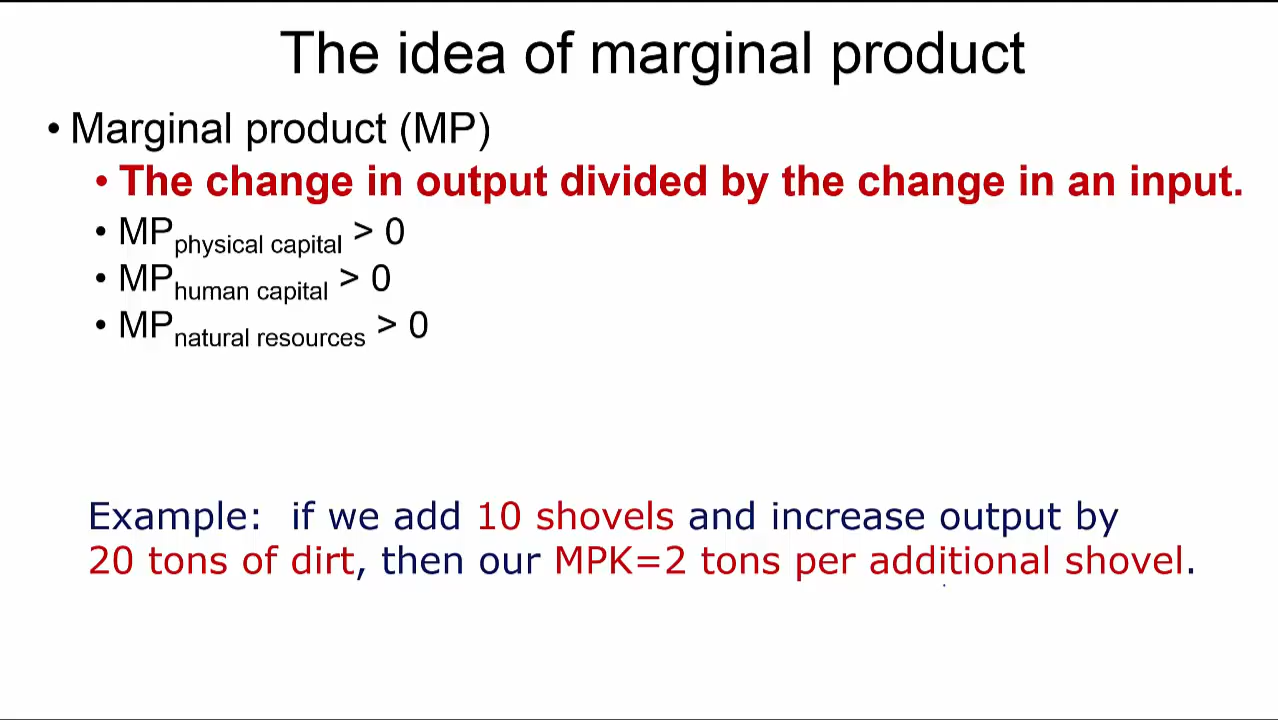 The idea of marginal product
• Marginal product (MP)
• The change in output divided by the change in an input.
• MPphysical capital > 0
• MPhuman capital > 0
• MPnatural resources > 0
Example: if we add 10 shovels and increase output by
20 tons of dirt, then our MPK=2 tons per additional shovel.